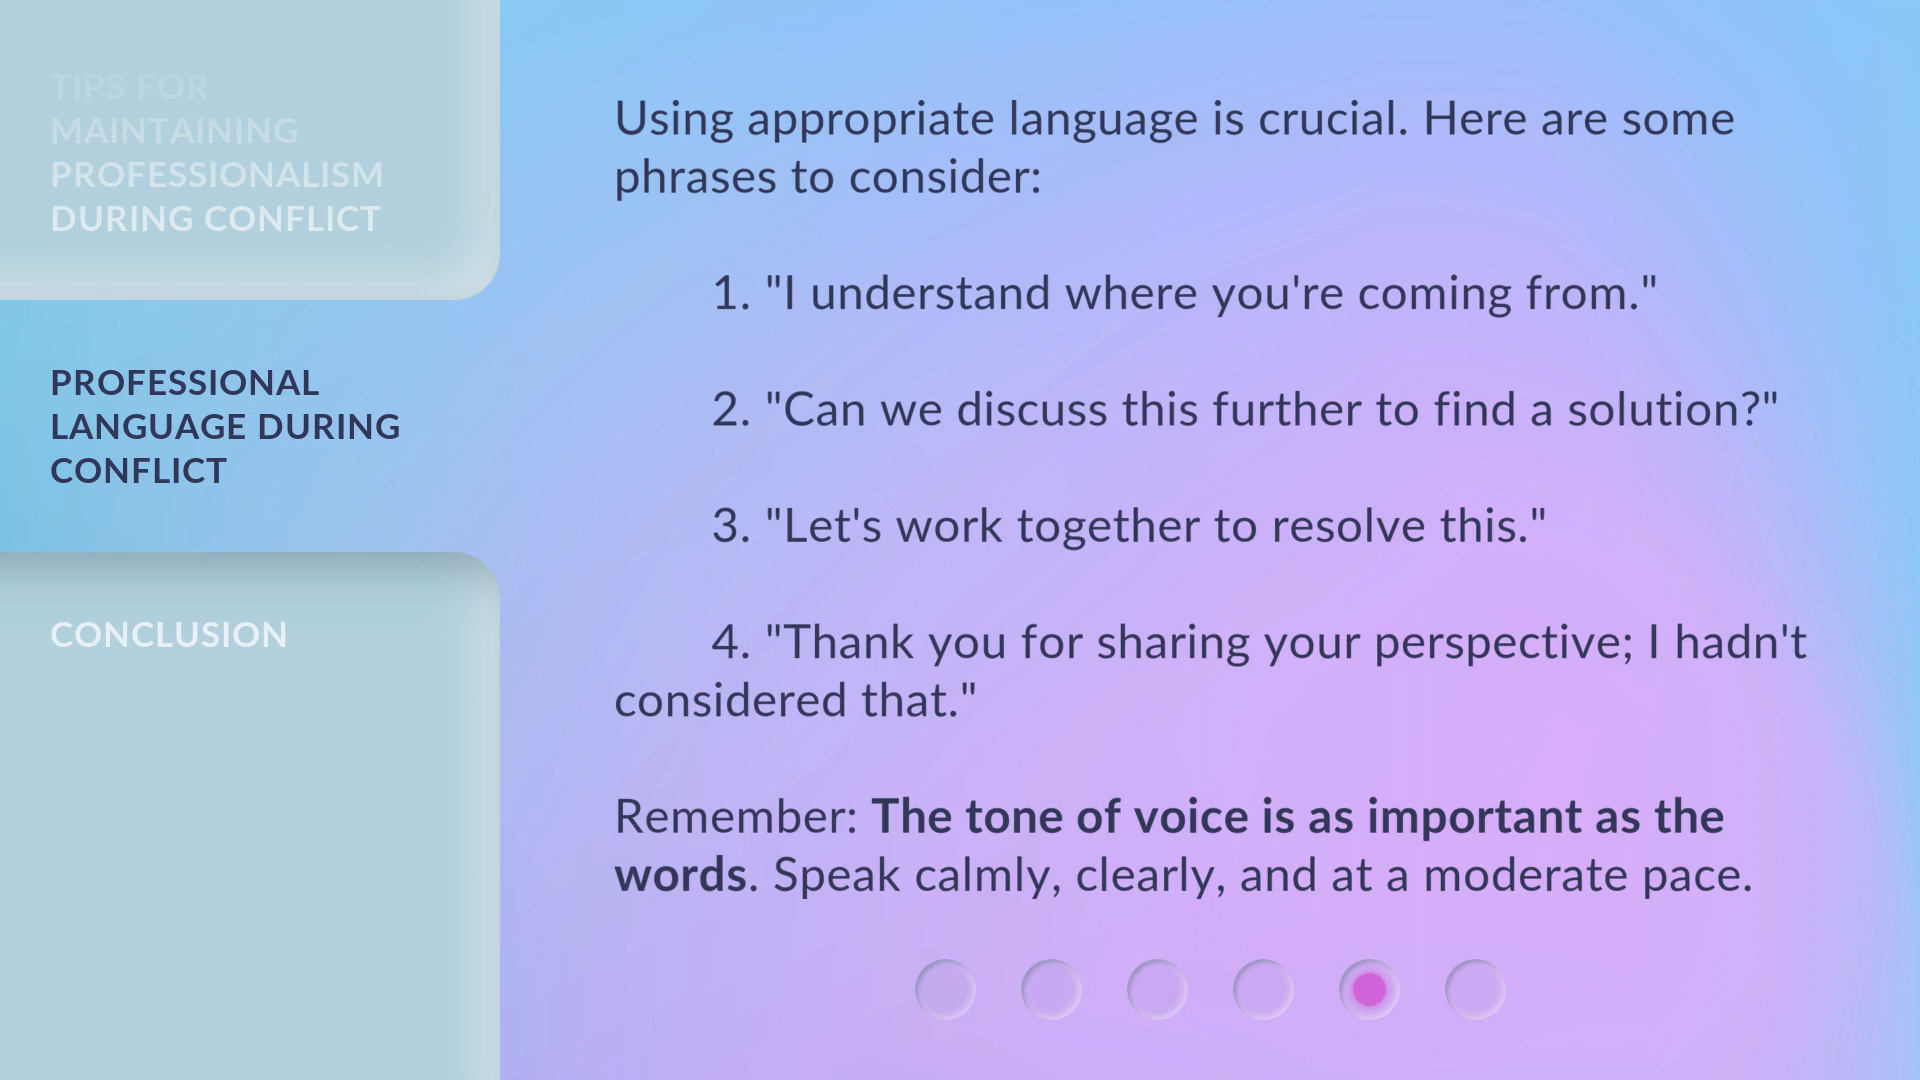 TIPS FOR
MAINTAINING
PROFESSIONALISM
DURING CONFLICT
PROFESSIONAL
LANGUAGE DURING
CONFLICT
CONCLUSION
Using appropriate language is crucial. Here are some
phrases to consider:
1. "I understand where you're coming from."
2. "Can we discuss this further to find a solution?"
3. "Let's work together to resolve this."
4. "Thank you for sharing your perspective; I hadn't
considered that."
Remember: The tone of voice is as important as the
words. Speak calmly, clearly, and at a moderate pace.